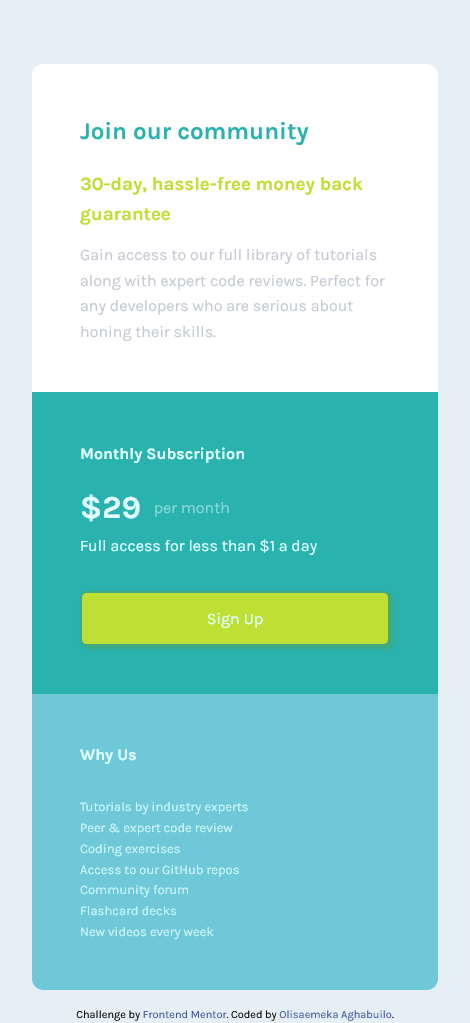 Join our community
30-day, hassle-free money back
guarantee
Gain access to our full library of tutorials
along with expert code reviews. Perfect for
any developers who are serious about
honing their skills.
Monthly Subscription
$29 per month
Full access for less than $1 a day
Sign Up
Why Us
Tutorials by industry experts
Peer & expert code review
Coding exercises
Access to our GitHub repos
Community forum
Flashcard decks
New videos every week
Challenge by Frontend Mentor. Coded by Olisaemeka Aghabuilo.